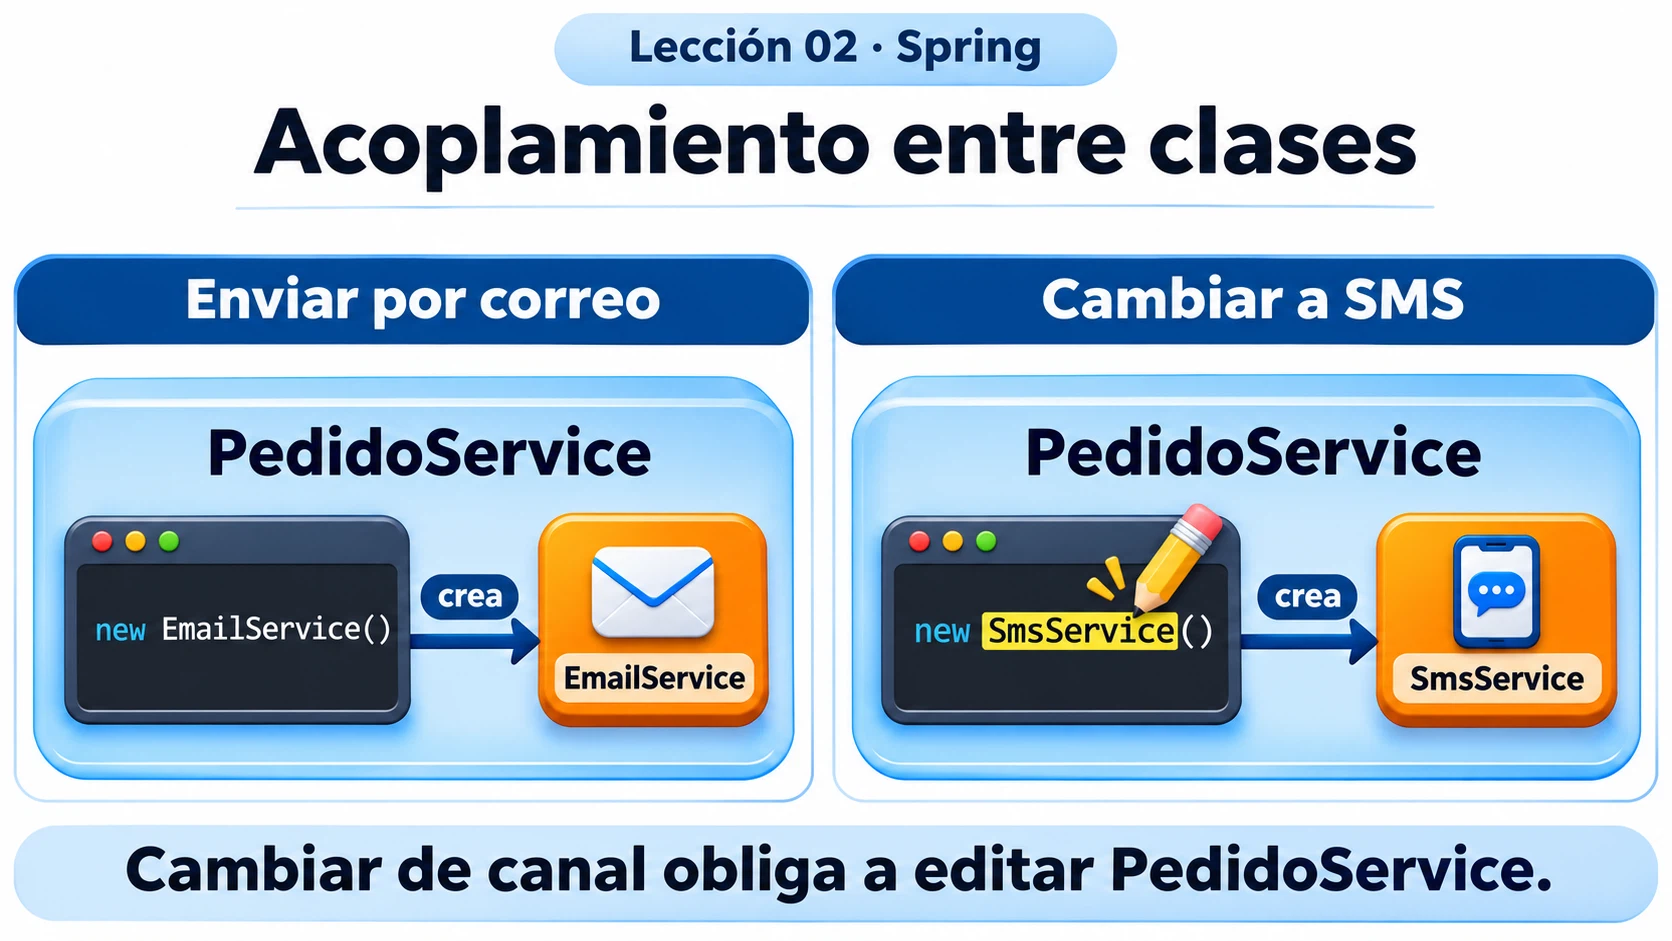 Lección 02 · Spring
Acoplamiento entre clases
Enviar por correo
PedidoService
new EmailService()
crea
EmailService
Cambiar a SMS
PedidoService
new SmsService()
crea
SmsService
Cambiar de canal obliga a editar PedidoService.